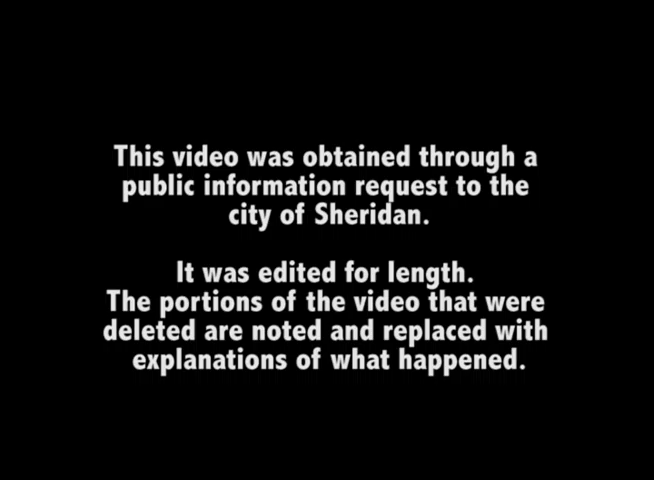 This video was obtained through a
public information request to the
city of Sheridan.
It was edited for length.
The portions of the video that were
deleted are noted and replaced with
explanations of what happened.